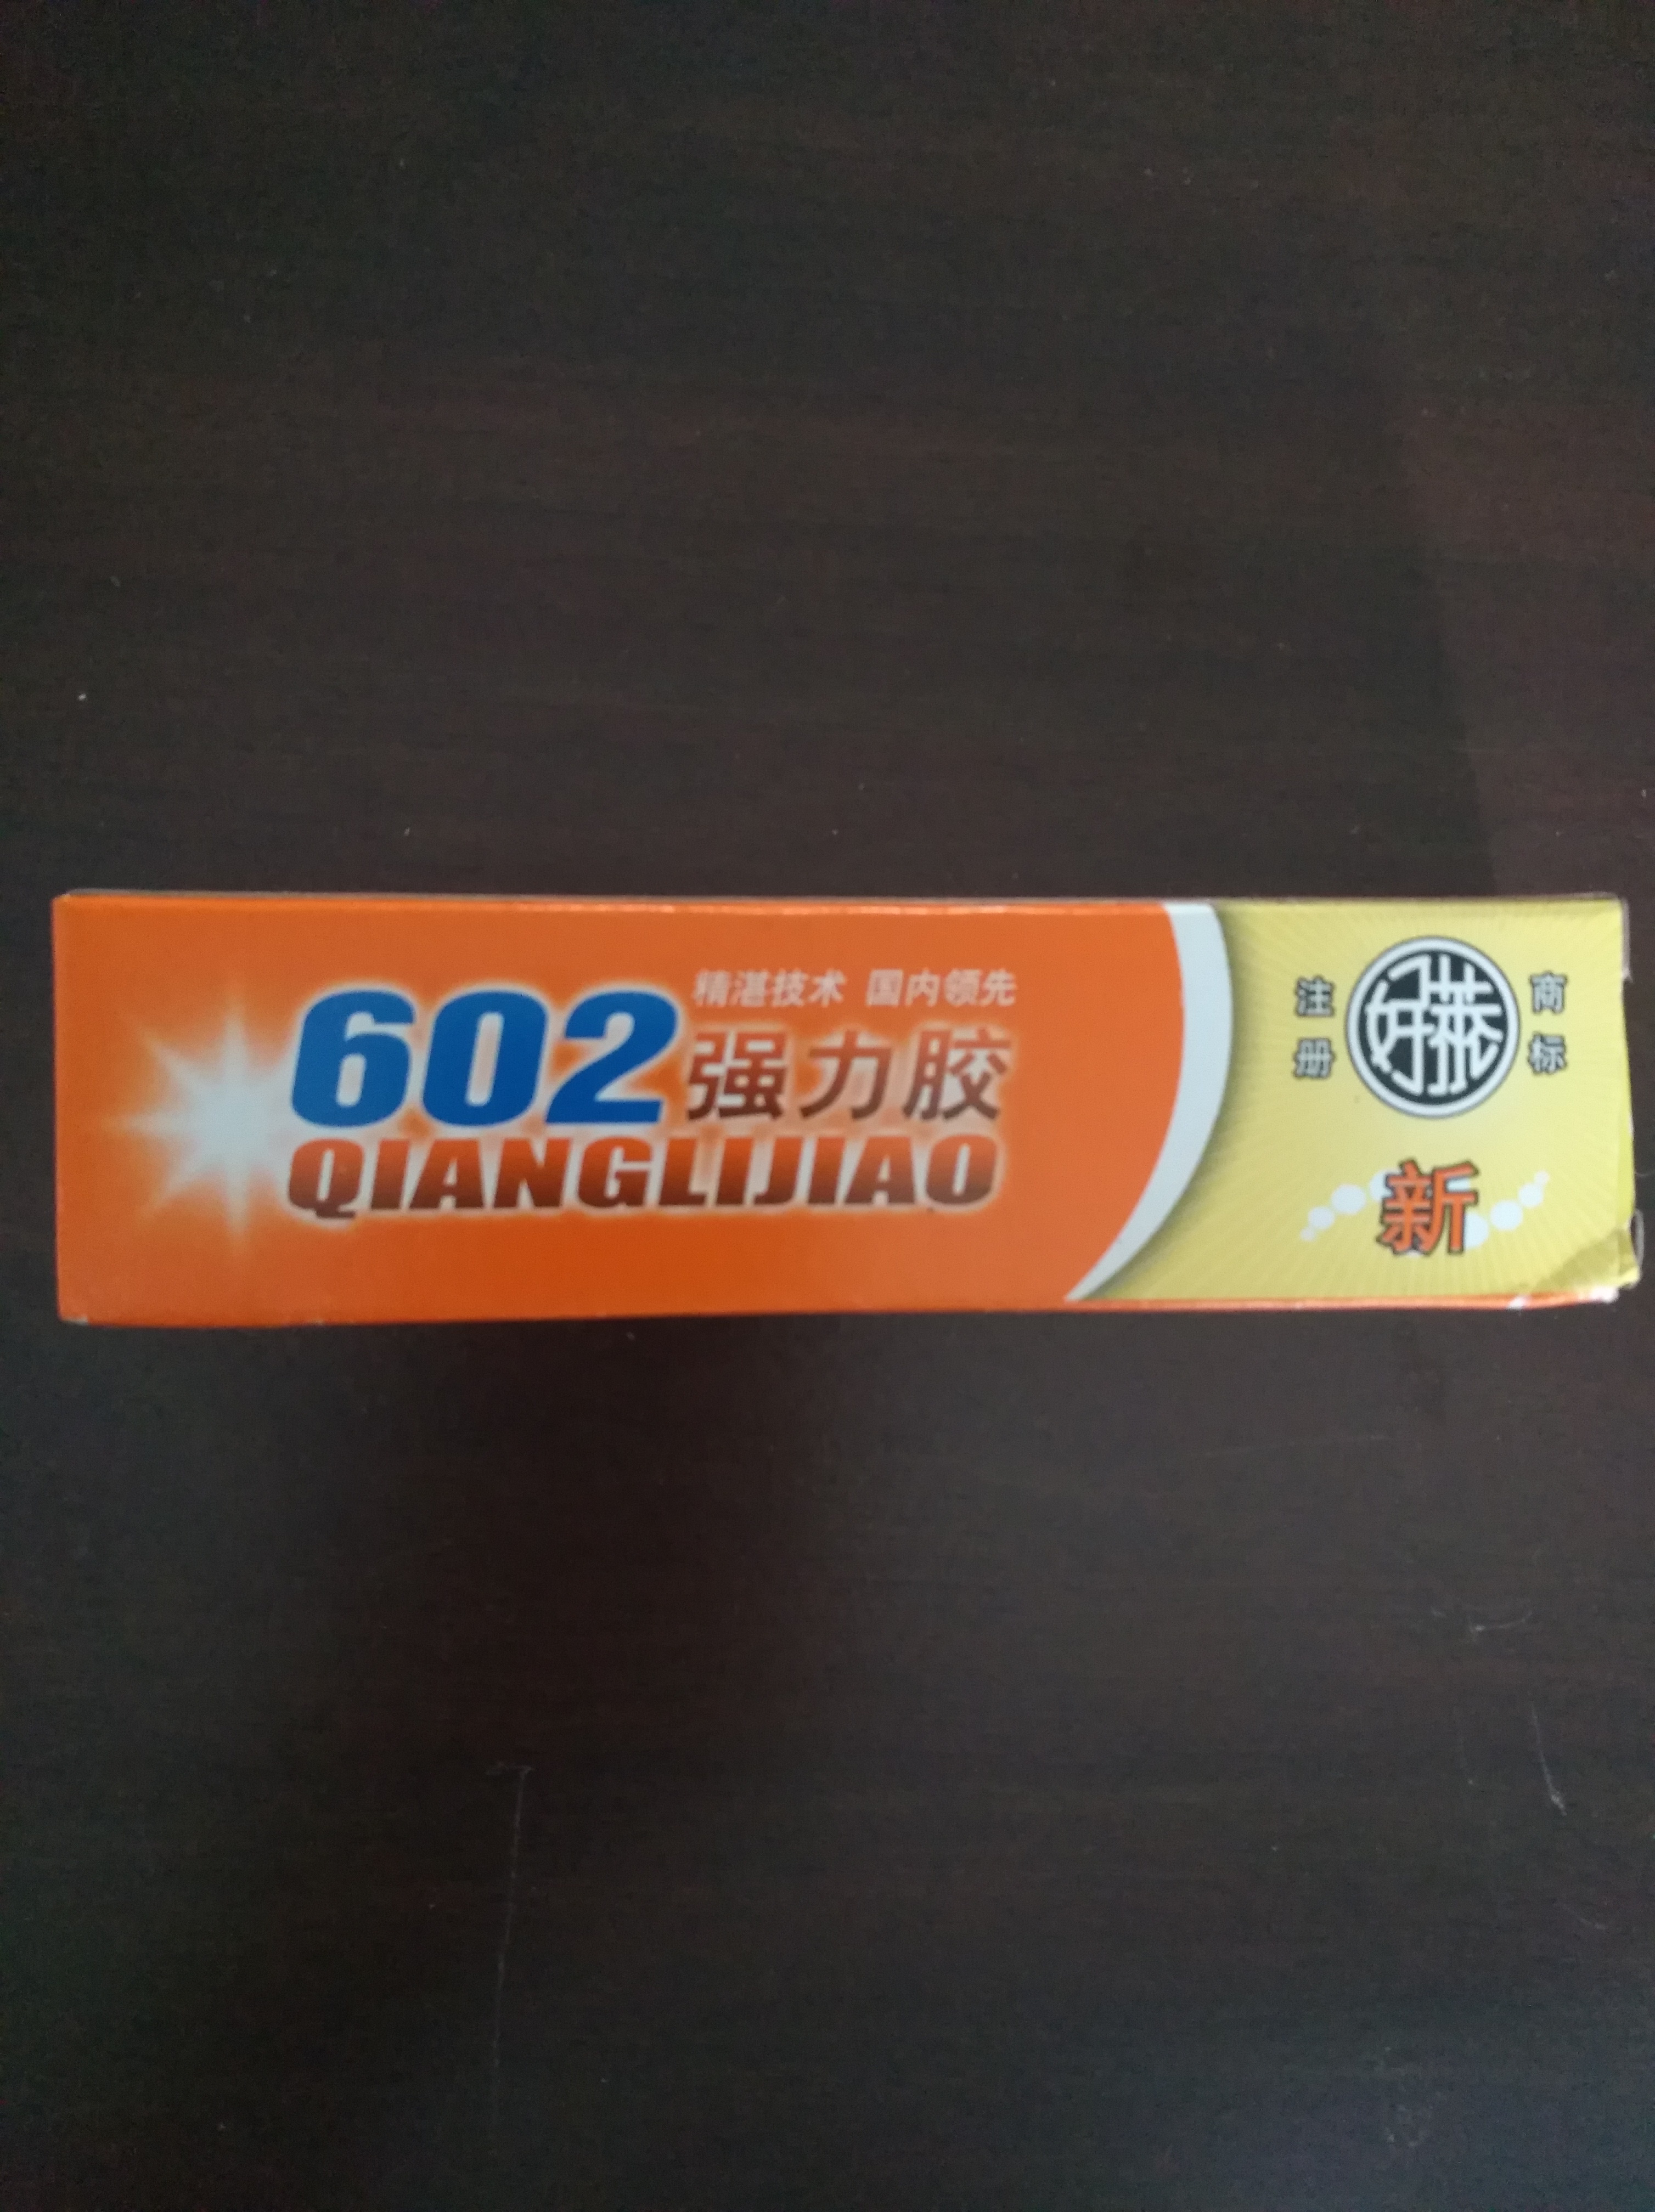 精湛技术 国内领先
602强力胶
QIANGLIJIAO
注册
商标
新